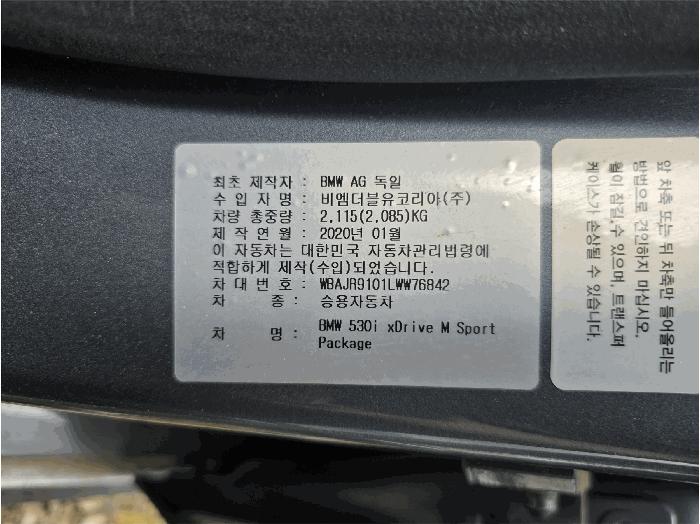 최초 제작자 : BMW AG 독일
수 입 자 명 : 비엠더블유코리아(주)
차량 총중량 : 2,115(2,085)KG
제 작 연 월 : 2020년 01월
이 자동차는 대한민국 자동차관리법령에
적합하게 제작(수입)되었습니다.
차 대 번 호 : WBAJR9101LWW76842
차 종 : 승용자동차
차 명 : BMW 530i xDrive M Sport
Package
앞 차축 또는 뒤 차축만 들어올리는
방법으로 견인하지 마십시오.
휠이 잠길 수 있으며, 트랜스퍼
케이스가 손상될 수 있습니다.